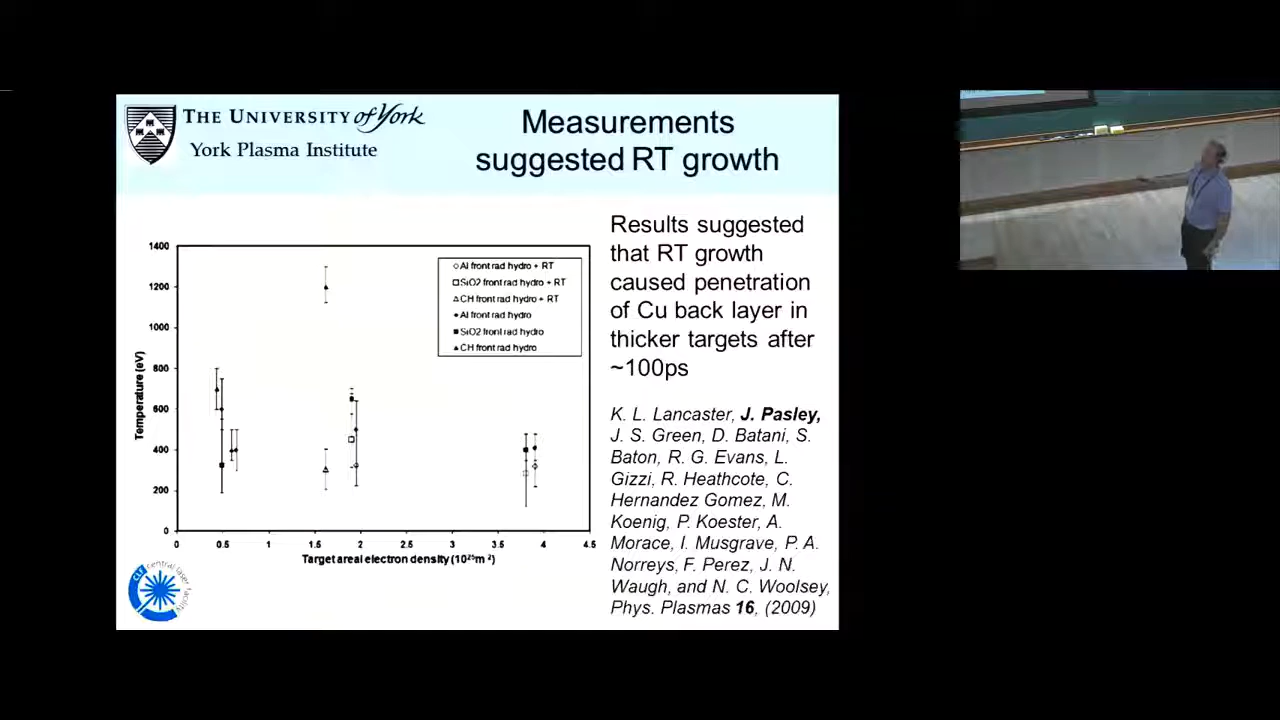 THE UNIVERSITY of York
York Plasma Institute
Measurements
suggested RT growth
Results suggested
that RT growth
caused penetration
of Cu back layer in
thicker targets after
~100ps
K. L. Lancaster, J. Pasley,
J. S. Green, D. Batani, S.
Baton, R. G. Evans, L.
Gizzi, R. Heathcote, C.
Hernandez Gomez, M.
Koenig, P. Koester, A.
Morace, I. Musgrave, P. A.
Norreys, F. Perez, J. N.
Waugh, and N. C. Woolsey,
Phys. Plasmas 16, (2009)
Temperature (eV)
1400
1200
1000
800
600
400
200
0
0 0.5 1 1.5 2 2.5 3 3.5 4 4.5
Target areal electron density (10²⁵m⁻²)
Al front rad hydro + RT
SiO2 front rad hydro + RT
CH front rad hydro + RT
Al front rad hydro
SiO2 front rad hydro
CH front rad hydro
CLF central laser facility